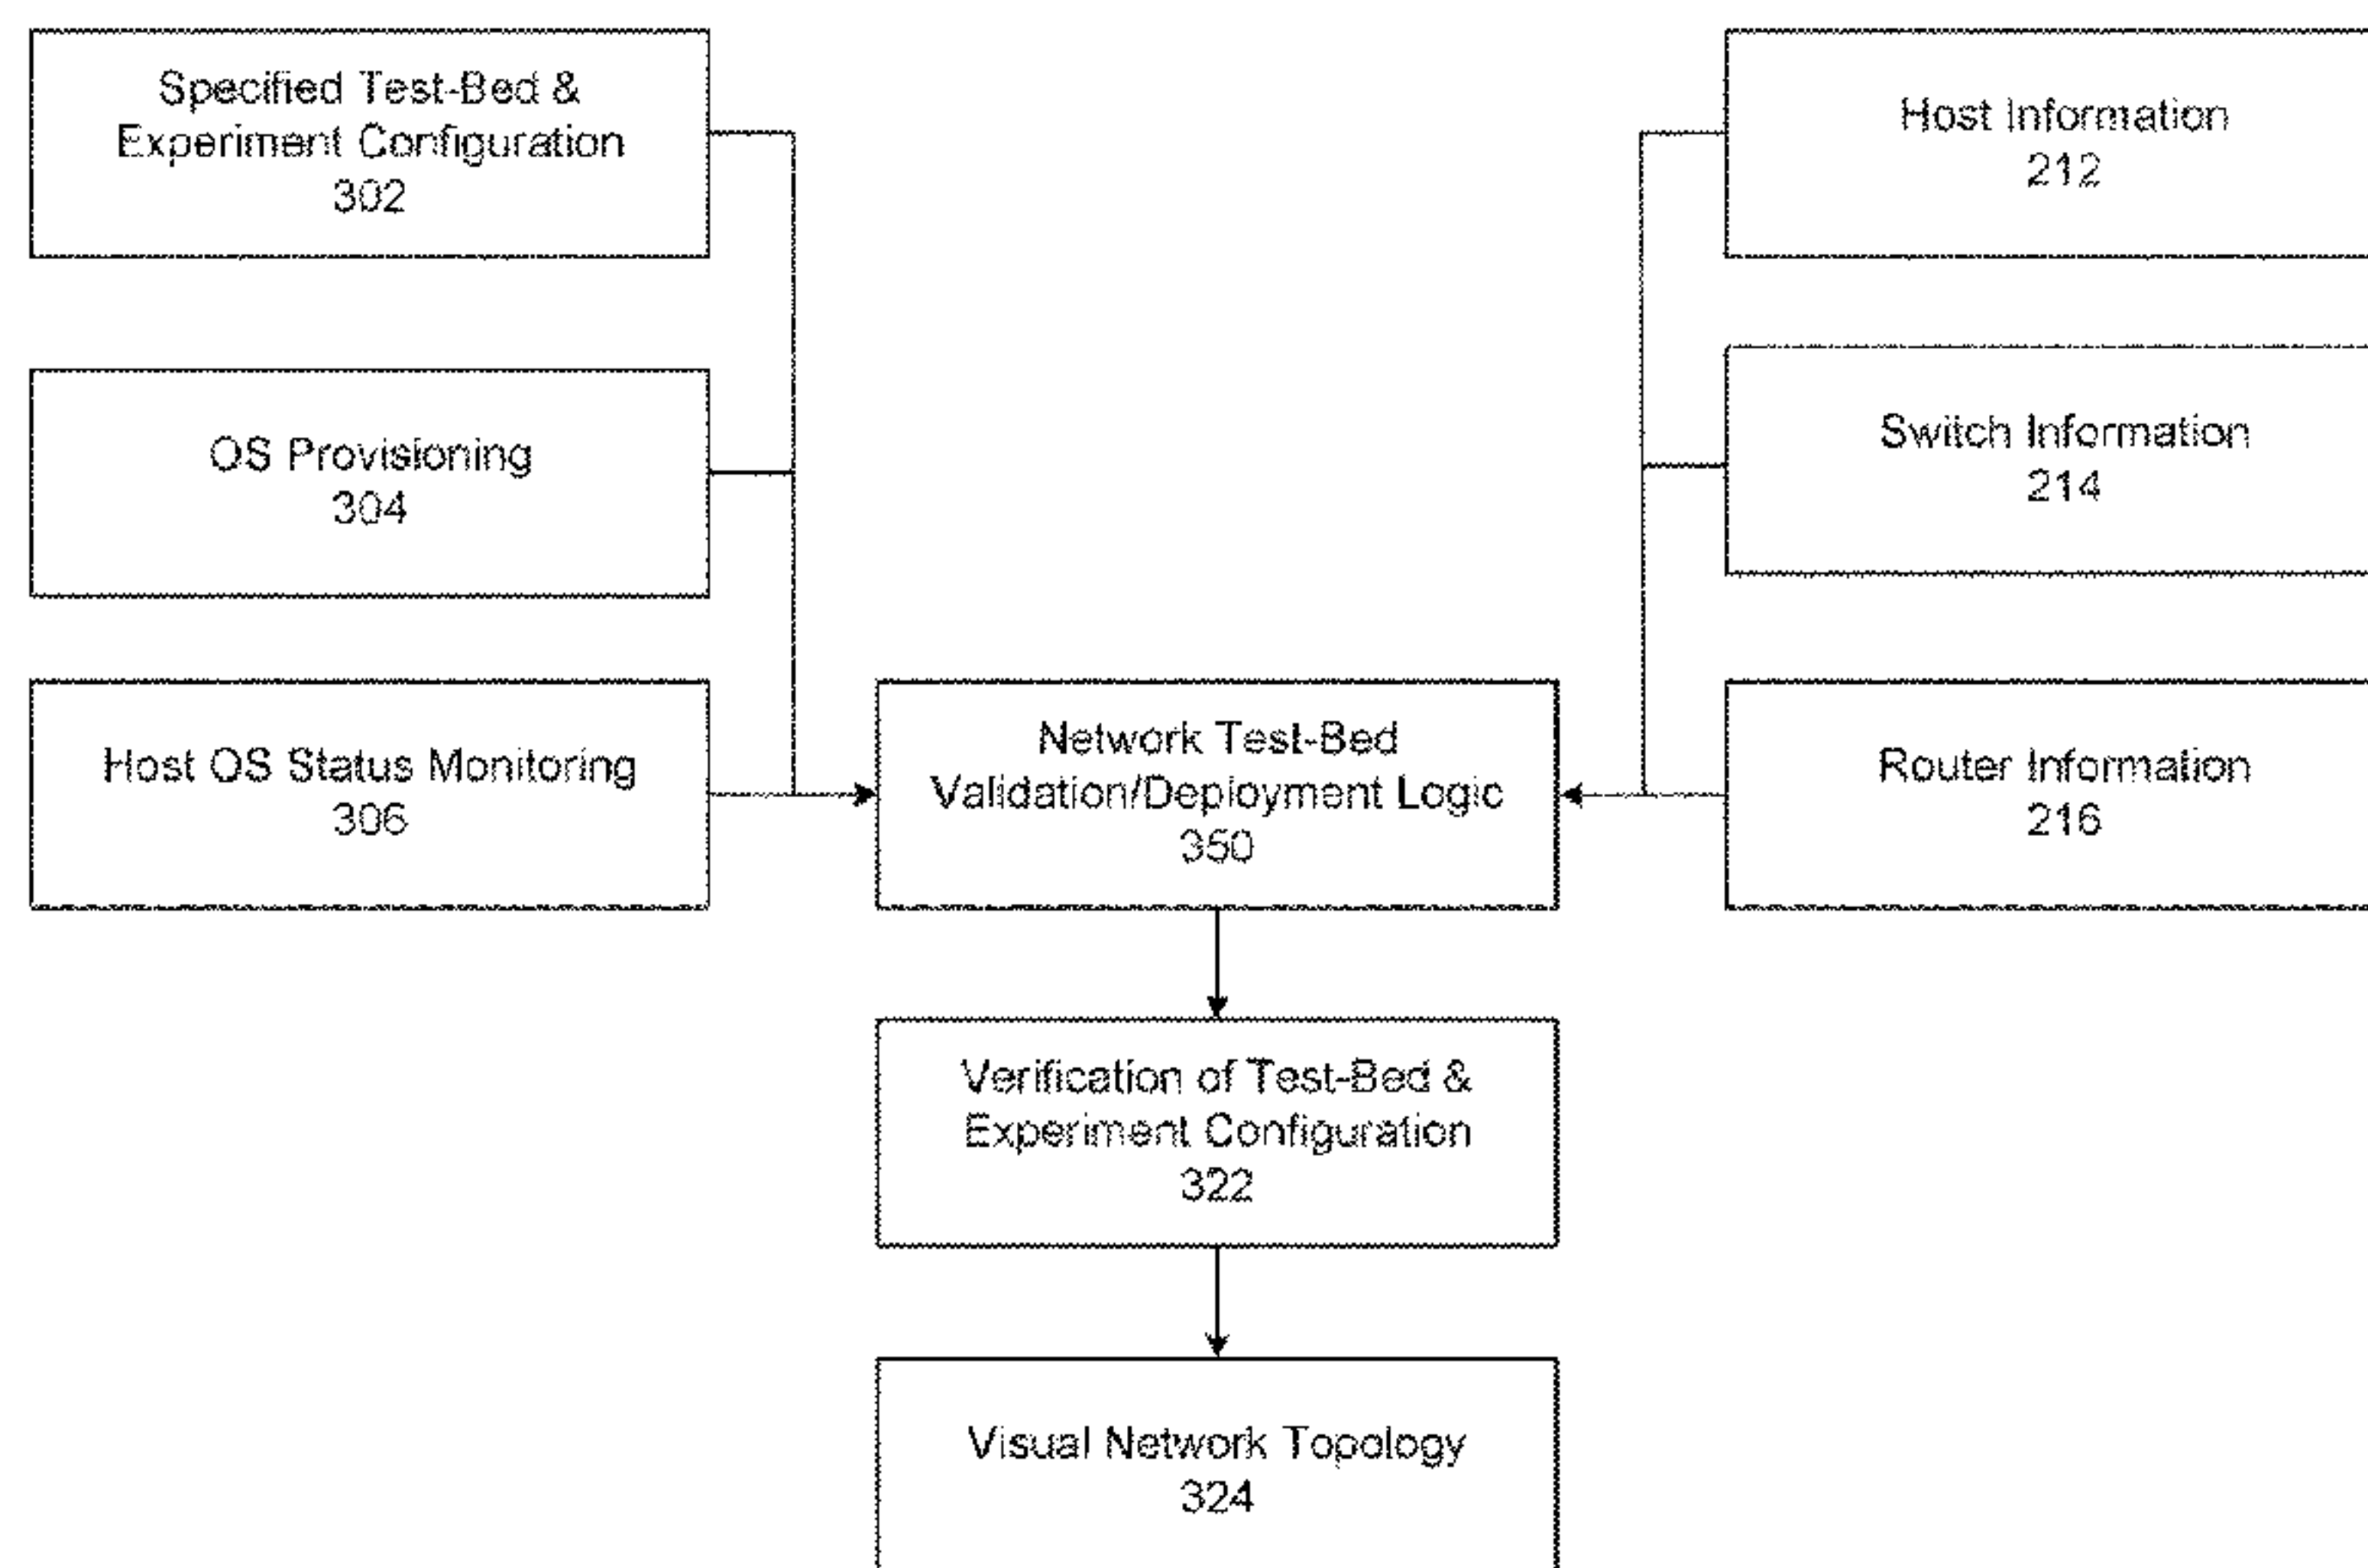 Specified Test-Bed &
Experiment Configuration
302
OS Provisioning
304
Host OS Status Monitoring
306
Host Information
212
Switch Information
214
Router Information
216
Network Test-Bed
Validation/Deployment Logic
350
Verification of Test-Bed &
Experiment Configuration
322
Visual Network Topology
324